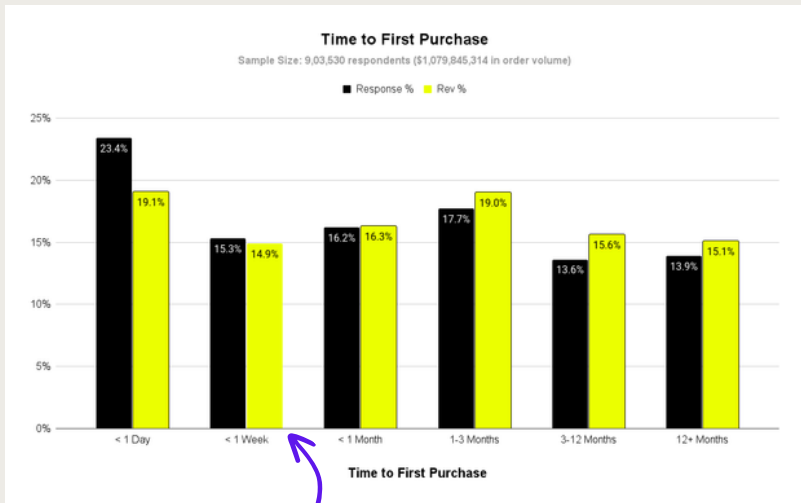 Time to First Purchase
Sample Size: 9,03,530 respondents ($1,079,845,314 in order volume)
Response % Rev %
25%
20%
15%
10%
5%
0%
23.4%
19.1%
15.3%
14.9%
16.2%
16.3%
17.7%
19.0%
13.6%
15.6%
13.9%
15.1%
< 1 Day
< 1 Week
< 1 Month
1-3 Months
3-12 Months
12+ Months
Time to First Purchase